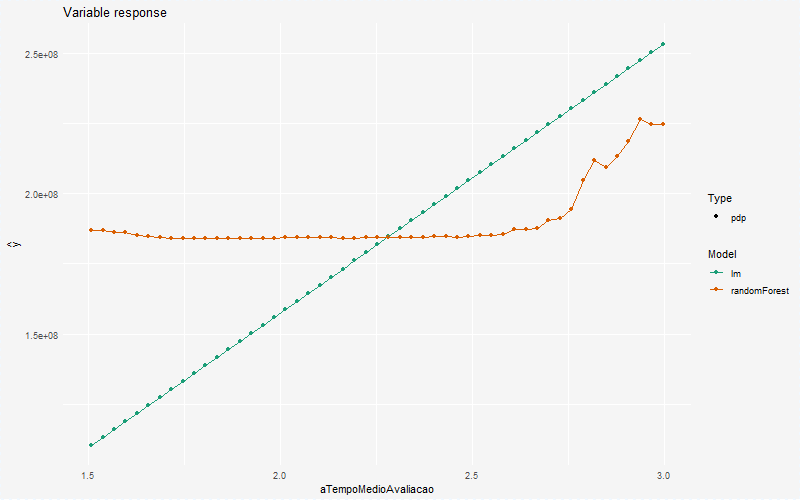 Variable response
2.5e+08
2.0e+08
1.5e+08
ŷ
1.5
2.0
2.5
3.0
aTempoMedioAvaliacao
Type
pdp
Model
lm
randomForest